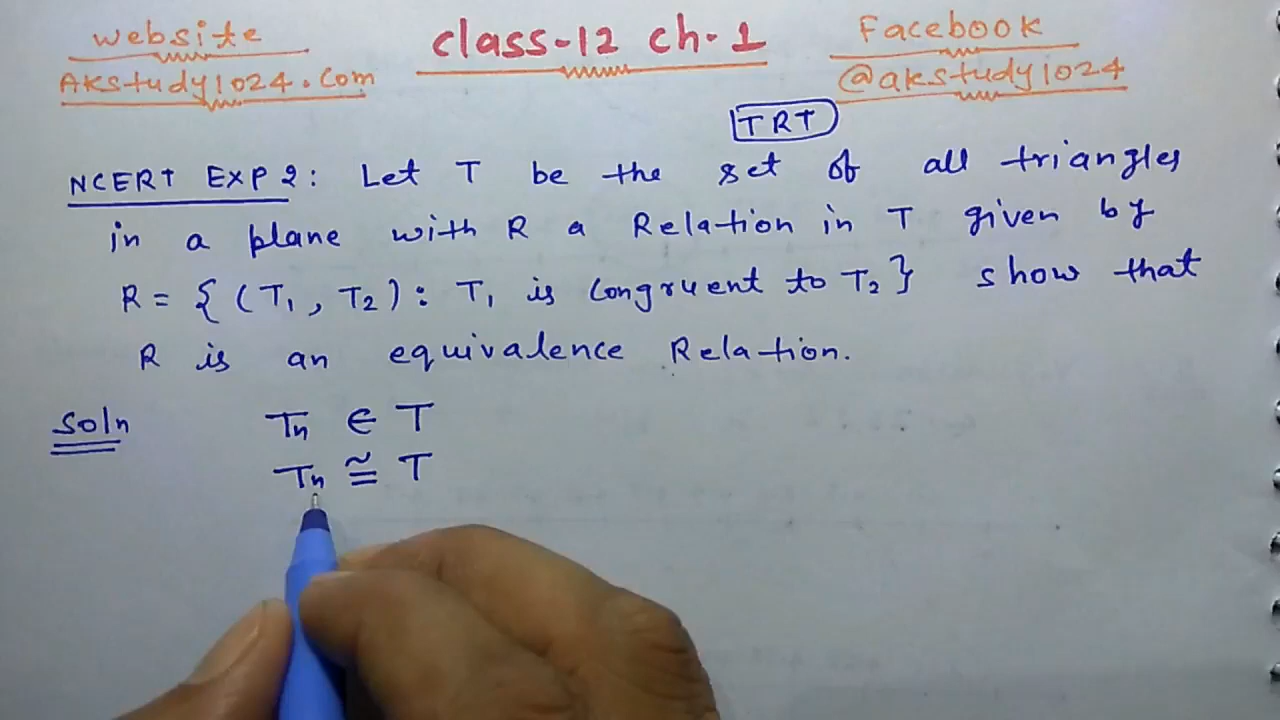 website
AKstudy1024.com
class-12 ch.1
Facebook
@akstudy1024
TRT
NCERT EXP 2: Let T be the set of all triangles
in a plane with R a Relation in T given by
R = { (T₁, T₂) : T₁ is congruent to T₂ } show that
R is an equivalence Relation.
Soln
Tn ∈ T
Tn ≅ T